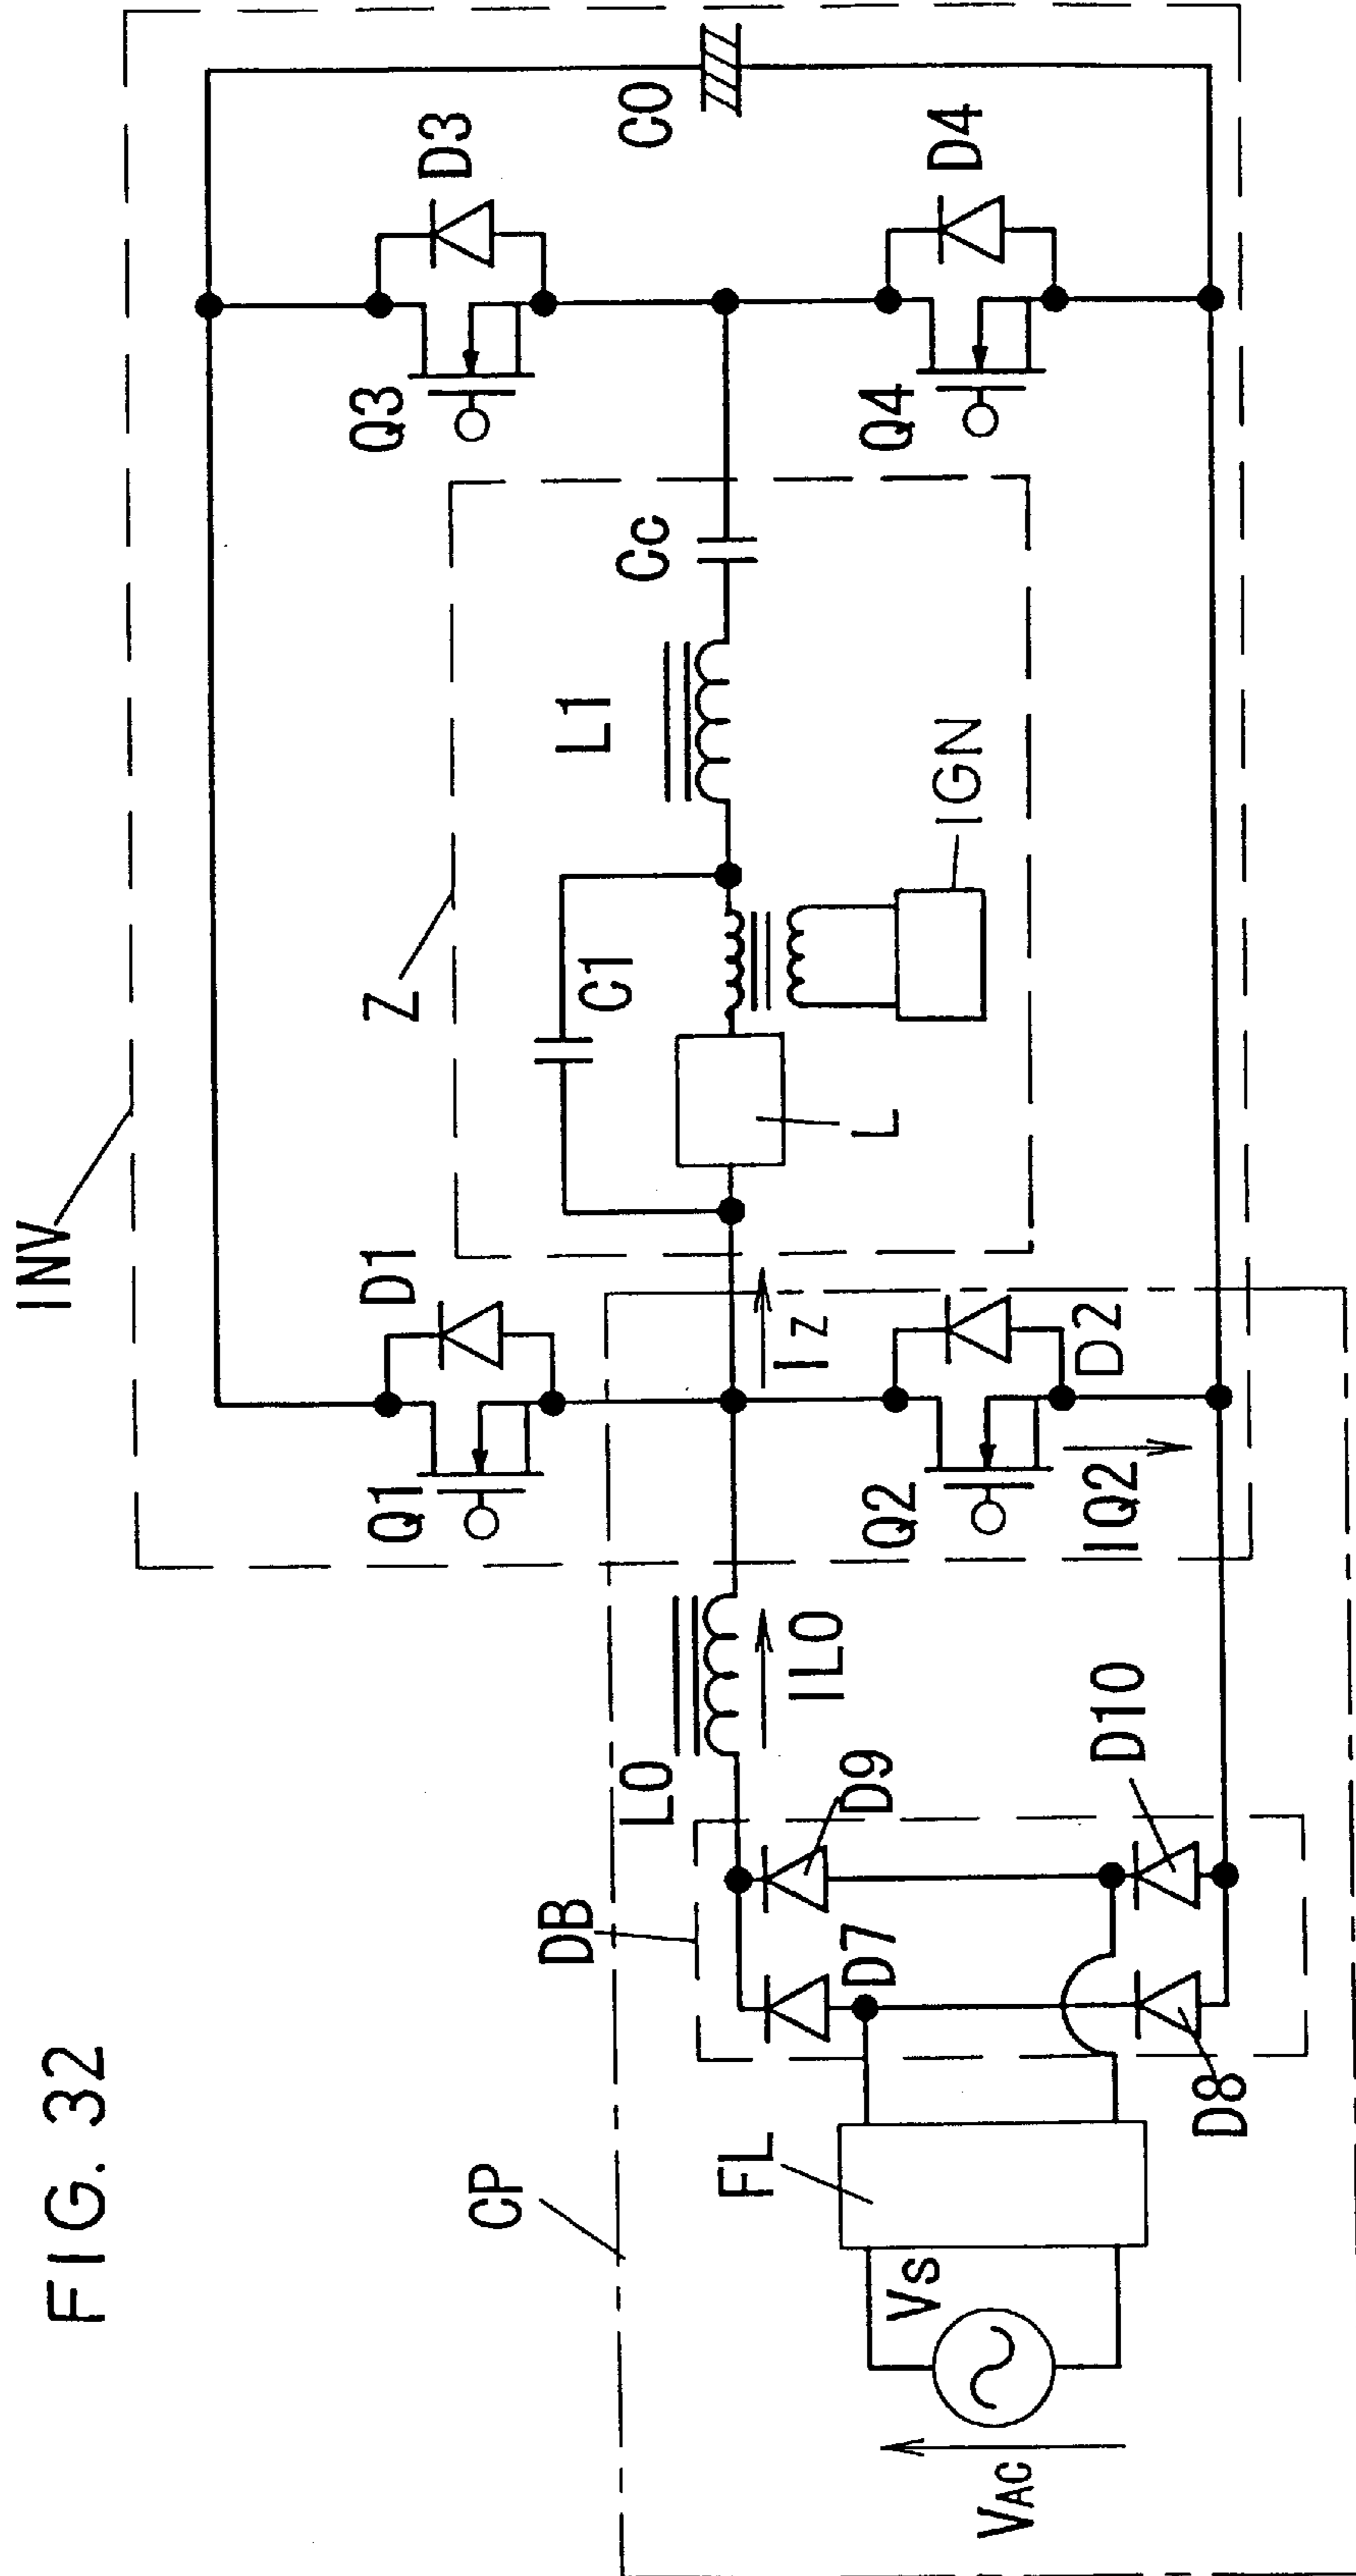 FIG. 32
INV
CP
Z
DB
D1
Q1
D3
Q3
C0
C1
L1
Cc
L0
IL0
IZ
L
IGN
D4
Q4
D2
Q2
IQ2
D9
D7
D10
D8
FL
Vs
VAC